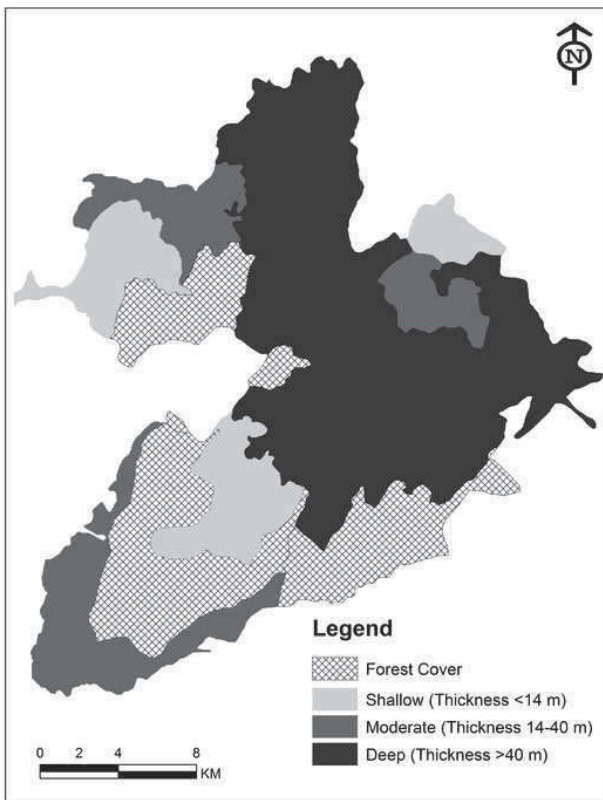 N
Legend
Forest Cover
Shallow (Thickness <14 m)
Moderate (Thickness 14-40 m)
Deep (Thickness >40 m)
0 2 4 8
KM